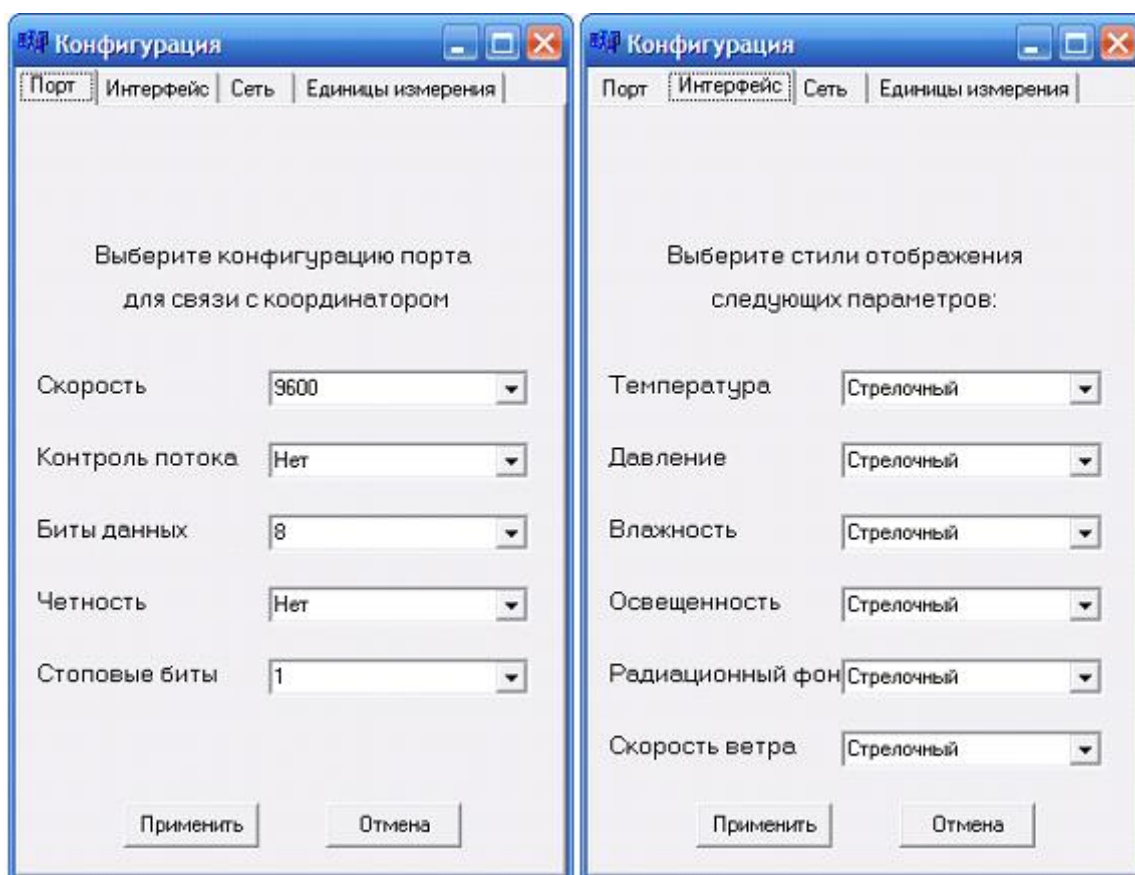 Конфигурация
Порт Интерфейс Сеть Единицы измерения
Выберите конфигурацию порта
для связи с координатором
Скорость 9600
Контроль потока Нет
Биты данных 8
Четность Нет
Стоповые биты 1
Применить Отмена
Конфигурация
Порт Интерфейс Сеть Единицы измерения
Выберите стили отображения
следующих параметров:
Температура Стрелочный
Давление Стрелочный
Влажность Стрелочный
Освещенность Стрелочный
Радиационный фон Стрелочный
Скорость ветра Стрелочный
Применить Отмена